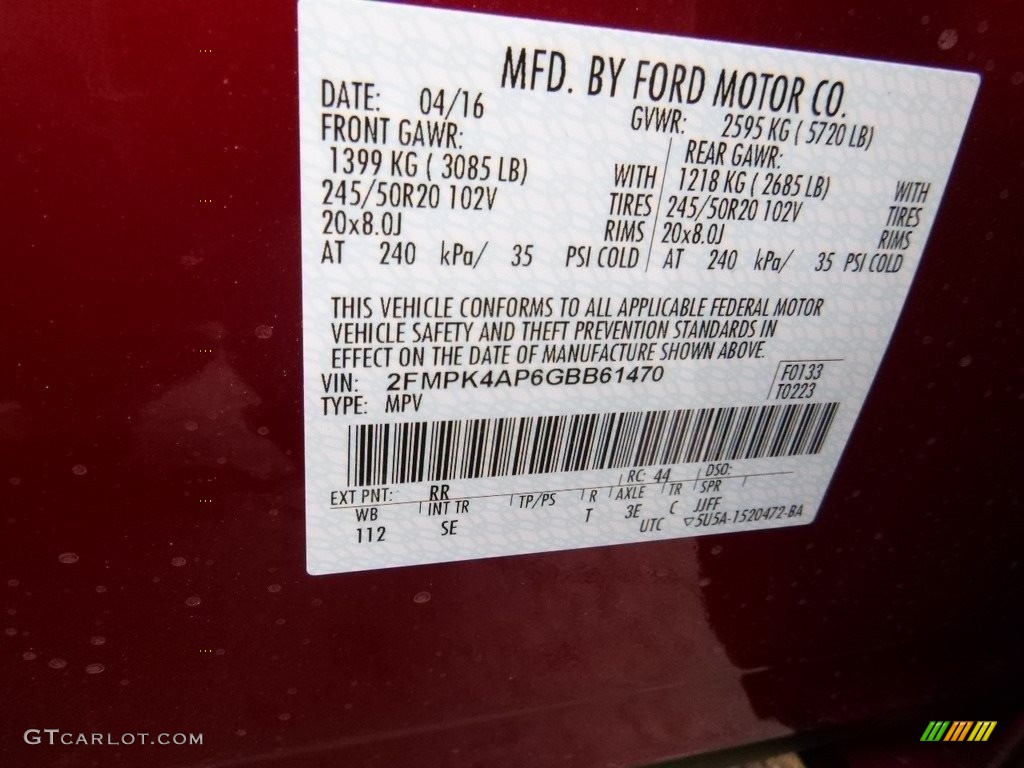 MFD. BY FORD MOTOR CO.
DATE: 04/16 GVWR: 2595 KG ( 5720 LB)
FRONT GAWR: REAR GAWR:
1399 KG ( 3085 LB) WITH 1218 KG ( 2685 LB) WITH
245/50R20 102V TIRES 245/50R20 102V TIRES
20x8.0J RIMS 20x8.0J RIMS
AT 240 kPa/ 35 PSI COLD AT 240 kPa/ 35 PSI COLD
THIS VEHICLE CONFORMS TO ALL APPLICABLE FEDERAL MOTOR
VEHICLE SAFETY AND THEFT PREVENTION STANDARDS IN
EFFECT ON THE DATE OF MANUFACTURE SHOWN ABOVE.
VIN: 2FMPK4AP6GBB61470 F0133
TYPE: MPV T0223
EXT PNT: RR RC: 44 DSO:
WB INT TR TP/PS R AXLE TR SPR
112 SE T 3E C JJFF
UTC ▽5U5A-1520472-BA
GTCARLOT.COM